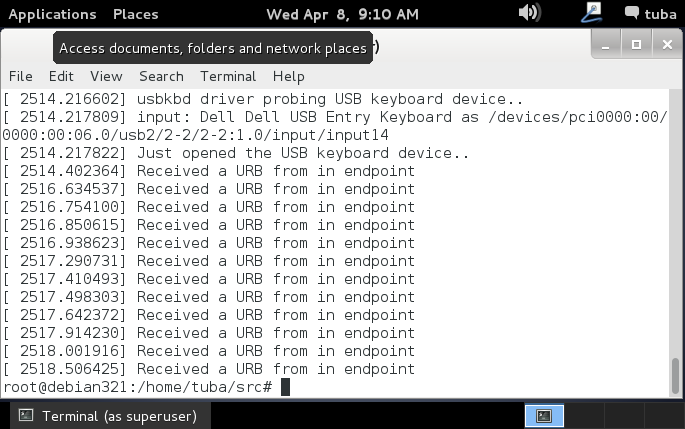 Applications Places Wed Apr 8, 9:10 AM tuba
Access documents, folders and network places r)
File Edit View Search Terminal Help
[ 2514.216602] usbkbd driver probing USB keyboard device..
[ 2514.217809] input: Dell Dell USB Entry Keyboard as /devices/pci0000:00/
0000:00:06.0/usb2/2-2/2-2:1.0/input/input14
[ 2514.217822] Just opened the USB keyboard device..
[ 2514.402364] Received a URB from in endpoint
[ 2516.634537] Received a URB from in endpoint
[ 2516.754100] Received a URB from in endpoint
[ 2516.850615] Received a URB from in endpoint
[ 2516.938623] Received a URB from in endpoint
[ 2517.290731] Received a URB from in endpoint
[ 2517.410493] Received a URB from in endpoint
[ 2517.498303] Received a URB from in endpoint
[ 2517.642372] Received a URB from in endpoint
[ 2517.914230] Received a URB from in endpoint
[ 2518.001916] Received a URB from in endpoint
[ 2518.506425] Received a URB from in endpoint
root@debian321:/home/tuba/src#
Terminal (as superuser)